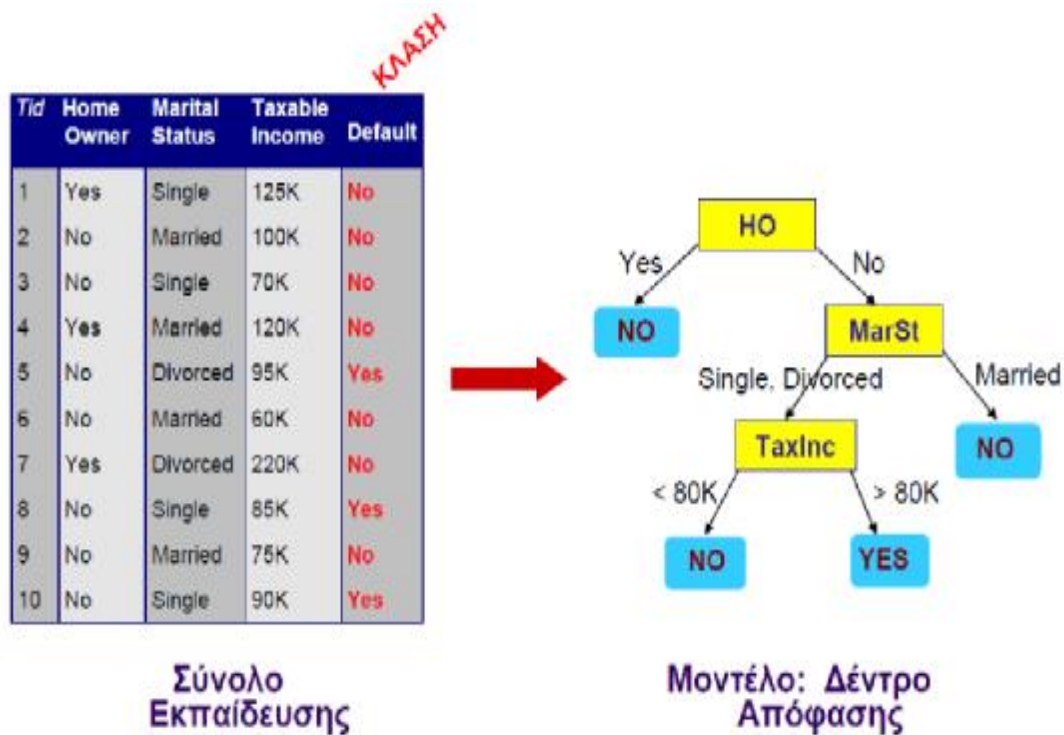 ΚΛΑΣΗ
Tid Home Owner Marital Status Taxable Income Default
1 Yes Single 125K No
2 No Married 100K No
3 No Single 70K No
4 Yes Married 120K No
5 No Divorced 95K Yes
6 No Married 60K No
7 Yes Divorced 220K No
8 No Single 85K Yes
9 No Married 75K No
10 No Single 90K Yes
Σύνολο
Εκπαίδευσης
HO
Yes No
NO MarSt
Single, Divorced Married
TaxInc NO
< 80K > 80K
NO YES
Μοντέλο: Δέντρο
Απόφασης